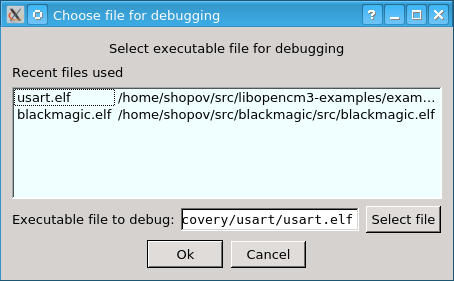 Choose file for debugging
Select executable file for debugging
Recent files used
usart.elf /home/shopov/src/libopencm3-examples/exam...
blackmagic.elf /home/shopov/src/blackmagic/src/blackmagic.elf
Executable file to debug: covery/usart/usart.elf Select file
Ok Cancel